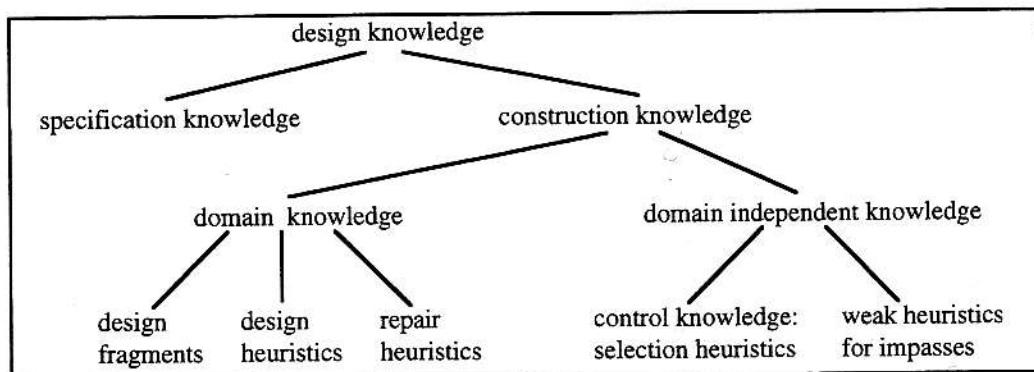 design knowledge
specification knowledge
construction knowledge
domain knowledge
domain independent knowledge
design
fragments
design
heuristics
repair
heuristics
control knowledge:
selection heuristics
weak heuristics
for impasses